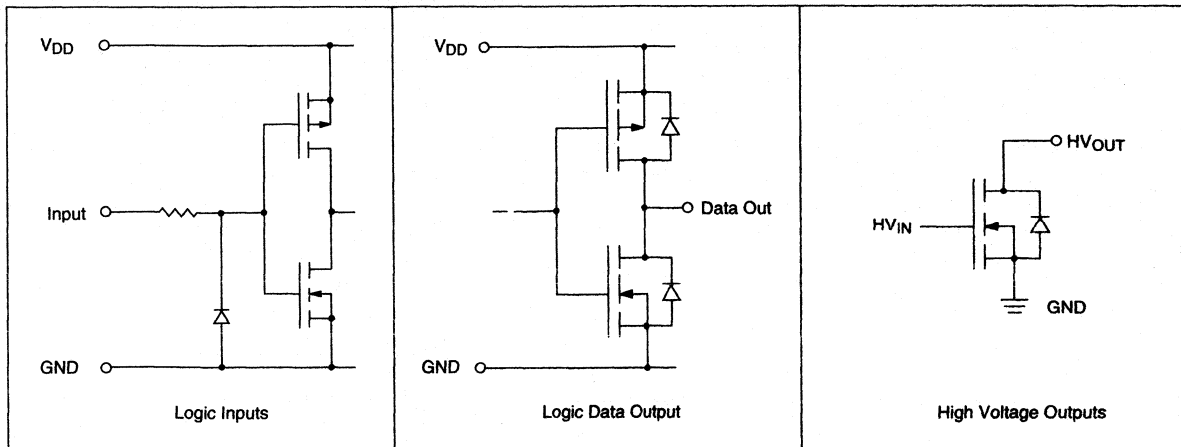 VDD
Input
GND
Logic Inputs
VDD
Data Out
GND
Logic Data Output
HVOUT
HVIN
GND
High Voltage Outputs